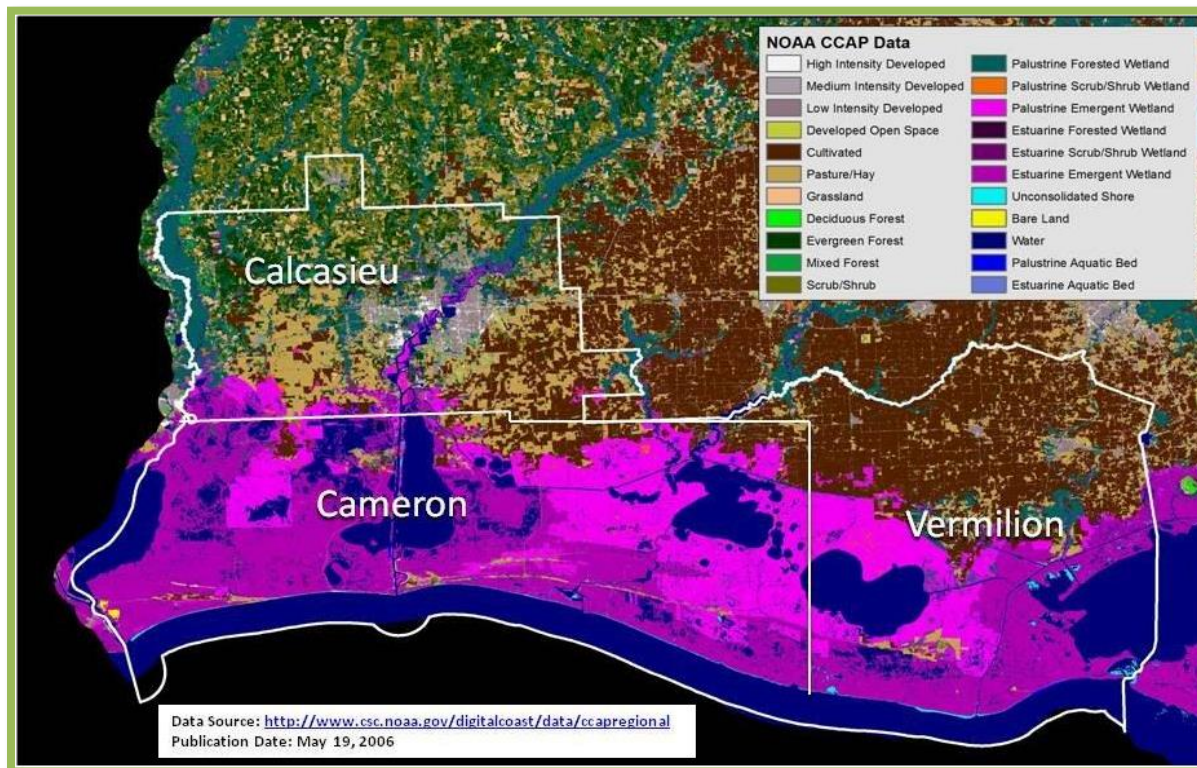 NOAA CCAP Data
High Intensity Developed
Medium Intensity Developed
Low Intensity Developed
Developed Open Space
Cultivated
Pasture/Hay
Grassland
Deciduous Forest
Evergreen Forest
Mixed Forest
Scrub/Shrub
Palustrine Forested Wetland
Palustrine Scrub/Shrub Wetland
Palustrine Emergent Wetland
Estuarine Forested Wetland
Estuarine Scrub/Shrub Wetland
Estuarine Emergent Wetland
Unconsolidated Shore
Bare Land
Water
Palustrine Aquatic Bed
Estuarine Aquatic Bed
Calcasieu
Cameron
Vermilion
Data Source: http://www.csc.noaa.gov/digitalcoast/data/ccapregional
Publication Date: May 19, 2006